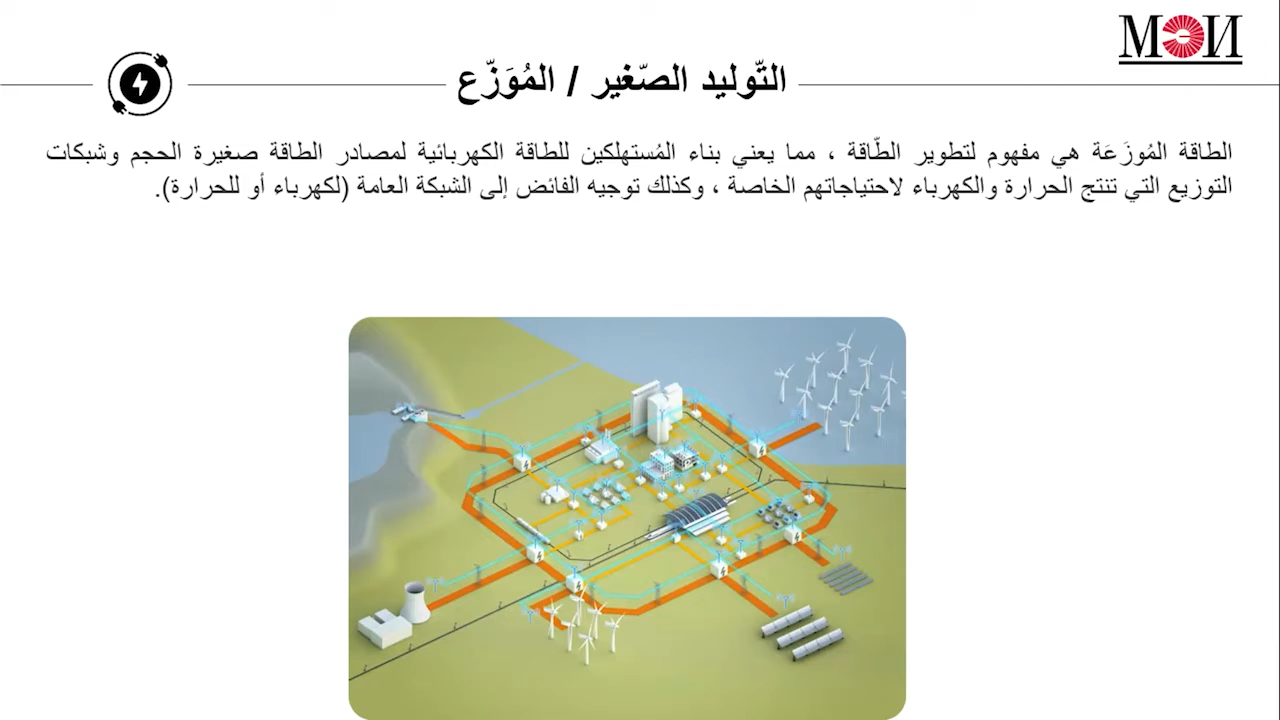 МЭИ
التّوليد الصّغير / المُوَزّع
الطاقة المُوزَعَة هي مفهوم لتطوير الطّاقة ، مما يعني بناء المُستهلكين للطاقة الكهربائية لمصادر الطاقة صغيرة الحجم وشبكات
التوزيع التي تنتج الحرارة والكهرباء لاحتياجاتهم الخاصة ، وكذلك توجيه الفائض إلى الشبكة العامة (لكهرباء أو للحرارة).